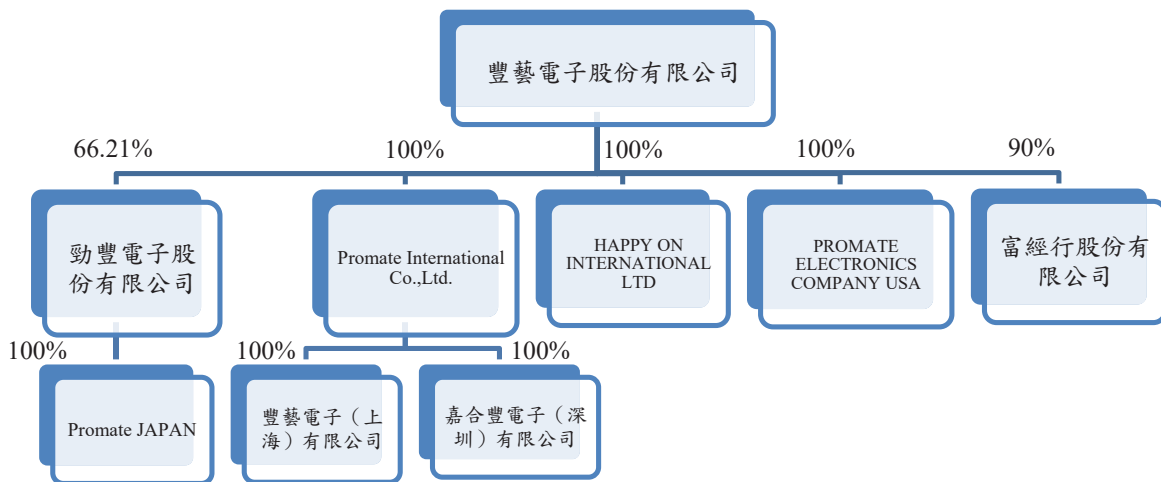 豐藝電子股份有限公司
66.21%
100%
100%
100%
90%
勁豐電子股
份有限公司
Promate International
Co.,Ltd.
HAPPY ON
INTERNATIONAL
LTD
PROMATE
ELECTRONICS
COMPANY USA
富經行股份有
限公司
100%
100%
100%
Promate JAPAN
豐藝電子（上
海）有限公司
嘉合豐電子（深
圳）有限公司